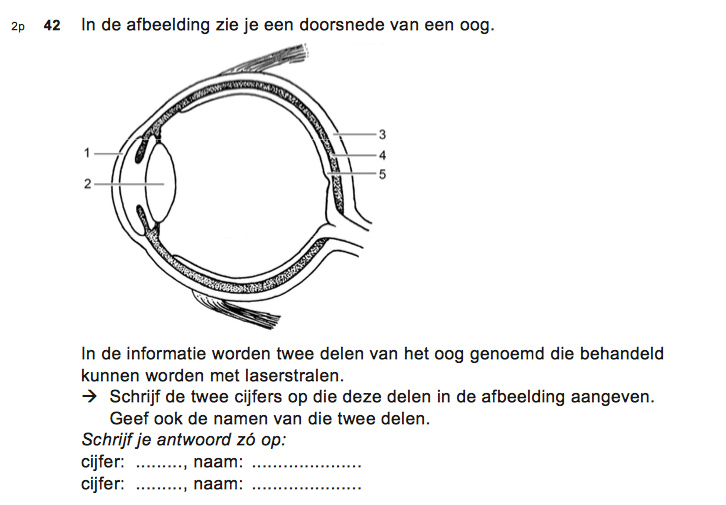 2p 42 In de afbeelding zie je een doorsnede van een oog.
1
2
3
4
5
In de informatie worden twee delen van het oog genoemd die behandeld
kunnen worden met laserstralen.
→ Schrijf de twee cijfers op die deze delen in de afbeelding aangeven.
Geef ook de namen van die twee delen.
Schrijf je antwoord zó op:
cijfer: ........., naam: .....................
cijfer: ........., naam: .....................